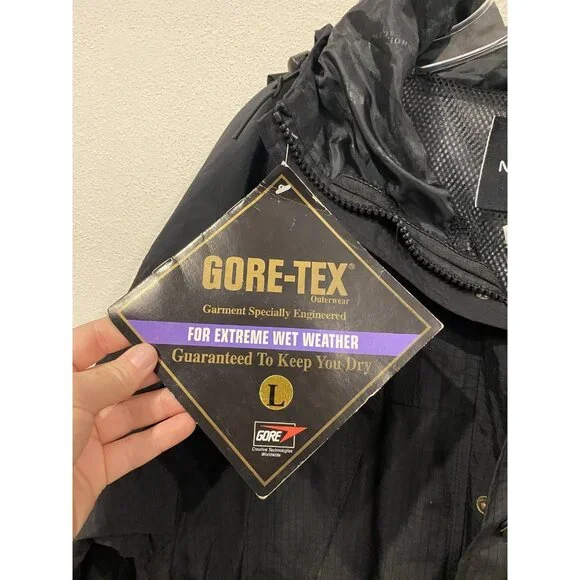 GORE-TEX®
Outerwear
Garment Specially Engineered
FOR EXTREME WET WEATHER
Guaranteed To Keep You Dry
L
GORE
Creative Technologies
Worldwide